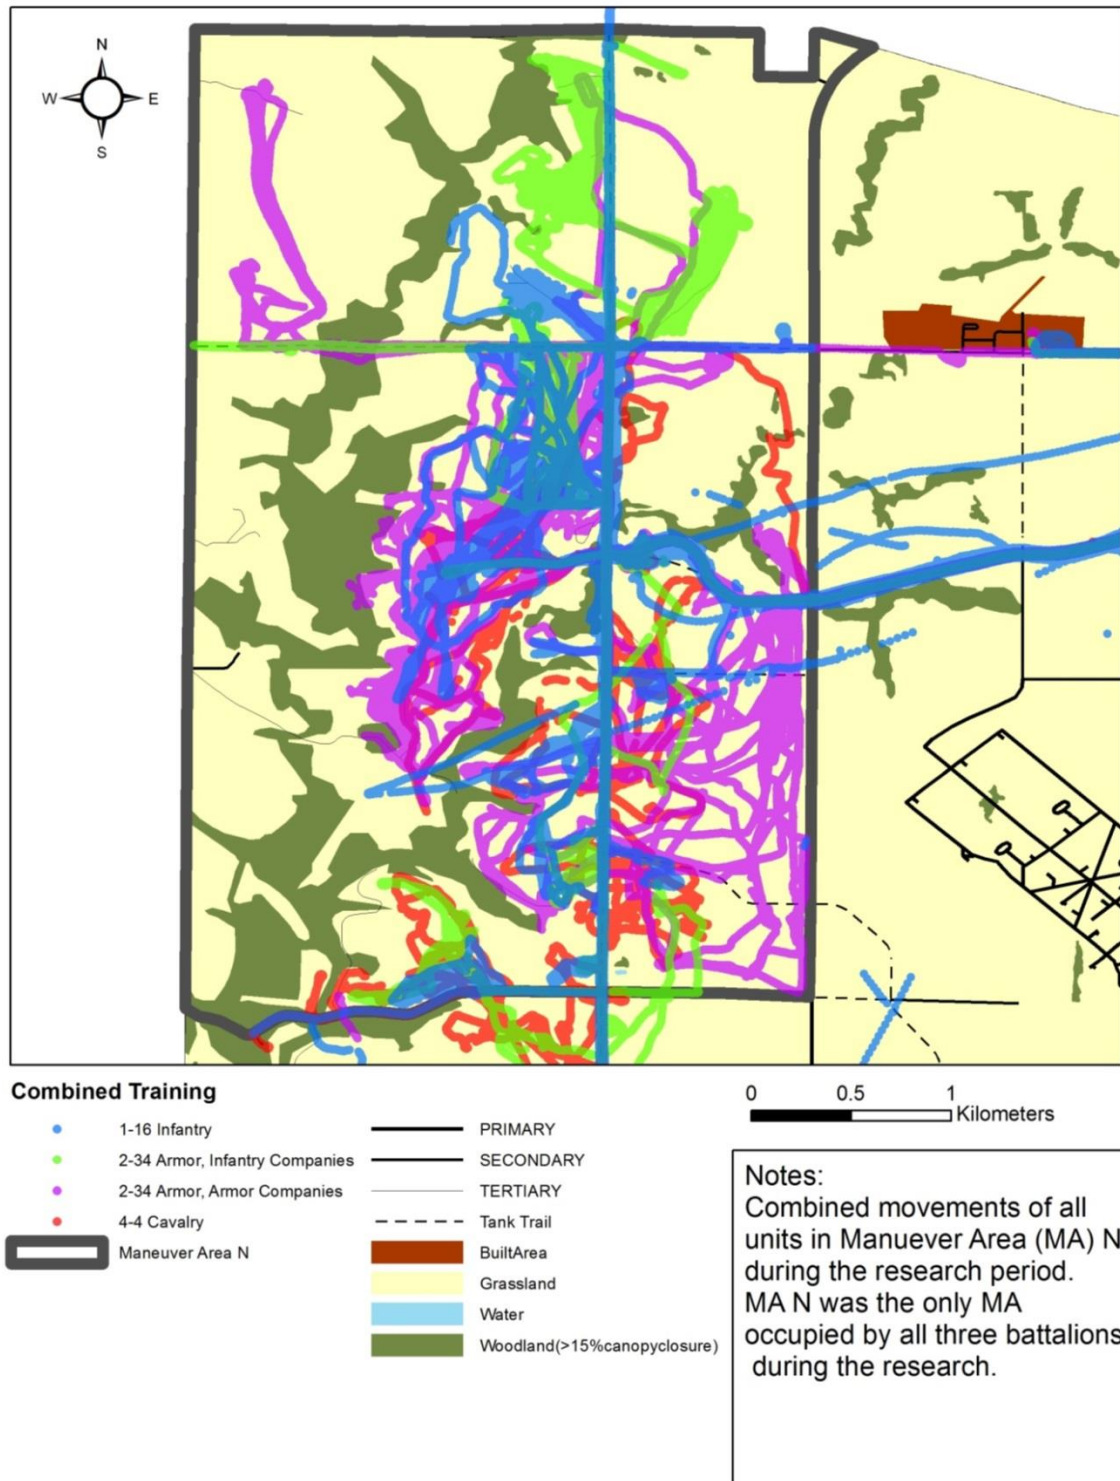 N
W E
S
Combined Training
1-16 Infantry
2-34 Armor, Infantry Companies
2-34 Armor, Armor Companies
4-4 Cavalry
Maneuver Area N
PRIMARY
SECONDARY
TERTIARY
Tank Trail
BuiltArea
Grassland
Water
Woodland(>15%canopyclosure)
0 0.5 1
Kilometers
Notes:
Combined movements of all
units in Manuever Area (MA) N
during the research period.
MA N was the only MA
occupied by all three battalions
during the research.